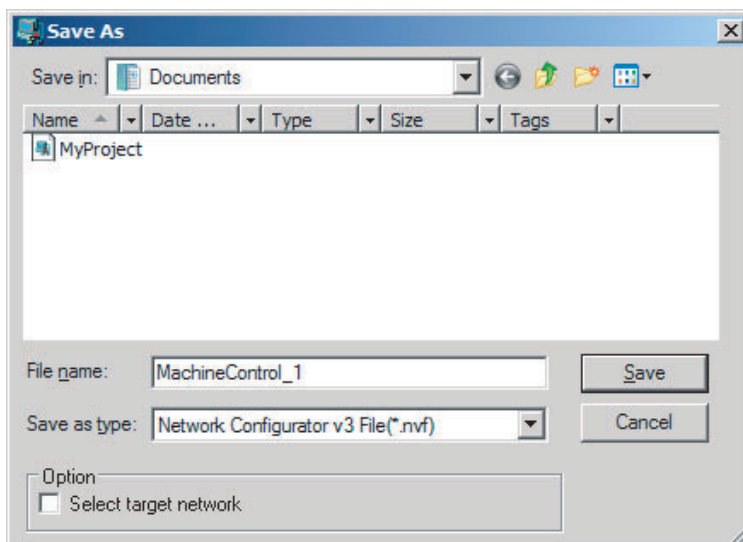 Save As
Save in: Documents
Name Date ... Type Size Tags
MyProject
File name: MachineControl_1 Save
Save as type: Network Configurator v3 File(*.nvf) Cancel
Option
Select target network